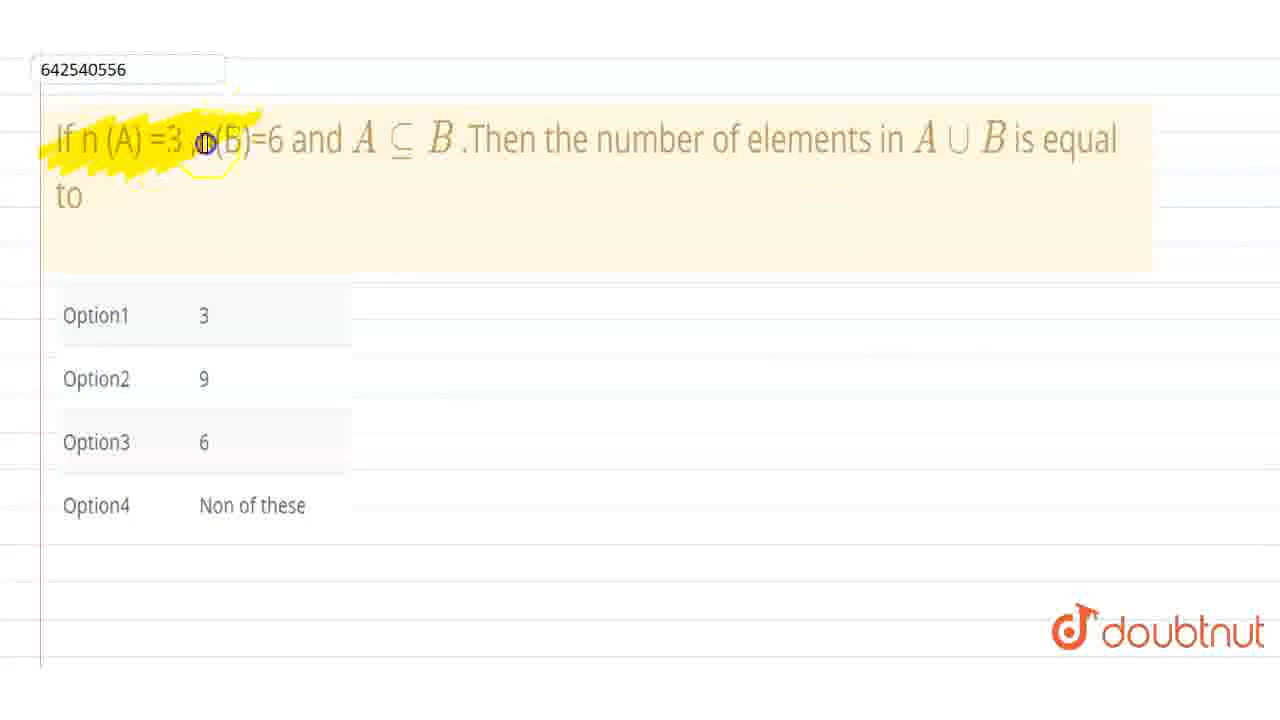 642540556
If n (A) =3 ,n(B)=6 and A ⊆ B .Then the number of elements in A ∪ B is equal
to
Option1 3
Option2 9
Option3 6
Option4 Non of these
doubtnut